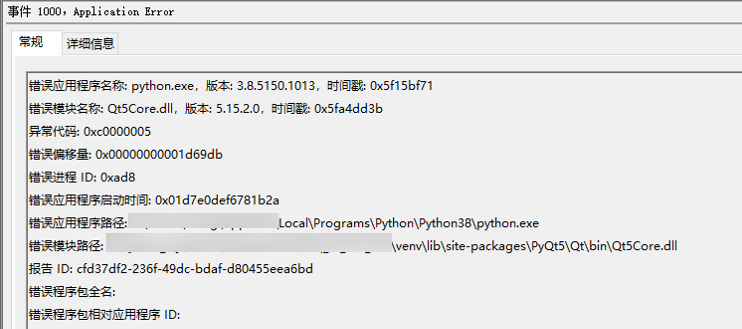 事件 1000，Application Error
常规 详细信息
错误应用程序名称: python.exe，版本: 3.8.5150.1013，时间戳: 0x5f15bf71
错误模块名称: Qt5Core.dll，版本: 5.15.2.0，时间戳: 0x5fa4dd3b
异常代码: 0xc0000005
错误偏移量: 0x00000000001d69db
错误进程 ID: 0xad8
错误应用程序启动时间: 0x01d7e0def6781b2a
错误应用程序路径: Local\Programs\Python\Python38\python.exe
错误模块路径: \venv\lib\site-packages\PyQt5\Qt\bin\Qt5Core.dll
报告 ID: cfd37df2-236f-49dc-bdaf-d80455eea6bd
错误程序包全名:
错误程序包相对应用程序 ID: